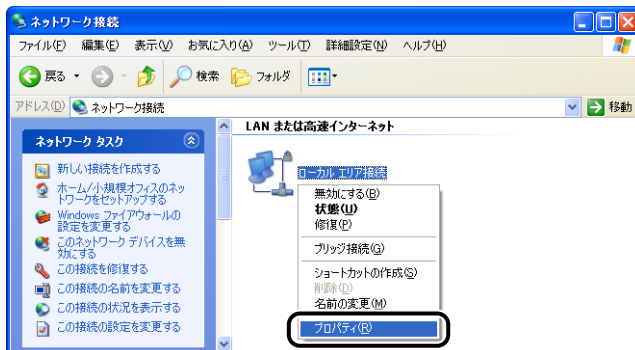 ネットワーク接続
ファイル(F) 編集(E) 表示(V) お気に入り(A) ツール(T) 詳細設定(N) ヘルプ(H)
戻る 検索 フォルダ
アドレス(D) ネットワーク接続 移動
ネットワーク タスク
新しい接続を作成する
ホーム/小規模オフィスのネッ
トワークをセットアップする
Windows ファイアウォールの
設定を変更する
このネットワーク デバイスを無
効にする
この接続を修復する
この接続の名前を変更する
この接続の状況を表示する
この接続の設定を変更する
LAN または高速インターネット
ローカル エリア接続
無効にする(B)
状態(U)
修復(P)
ブリッジ接続(G)
ショートカットの作成(S)
削除(D)
名前の変更(M)
プロパティ(R)